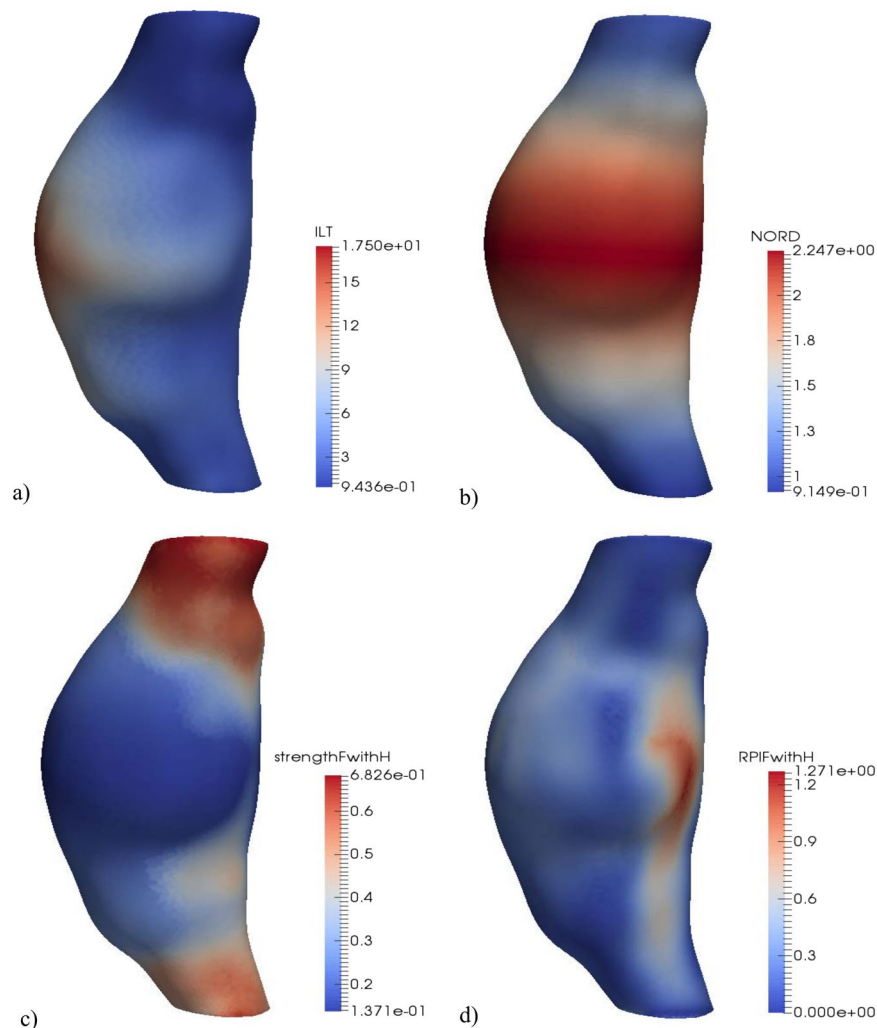 ILT
1.750e+01
15
12
9
6
3
9.436e-01
a)
NORD
2.247e+00
2
1.8
1.5
1.3
1
9.149e-01
b)
strengthFwithH
6.826e-01
0.6
0.5
0.4
0.3
0.2
1.371e-01
c)
RPIFwithH
1.271e+00
1.2
0.9
0.6
0.3
0.000e+00
d)